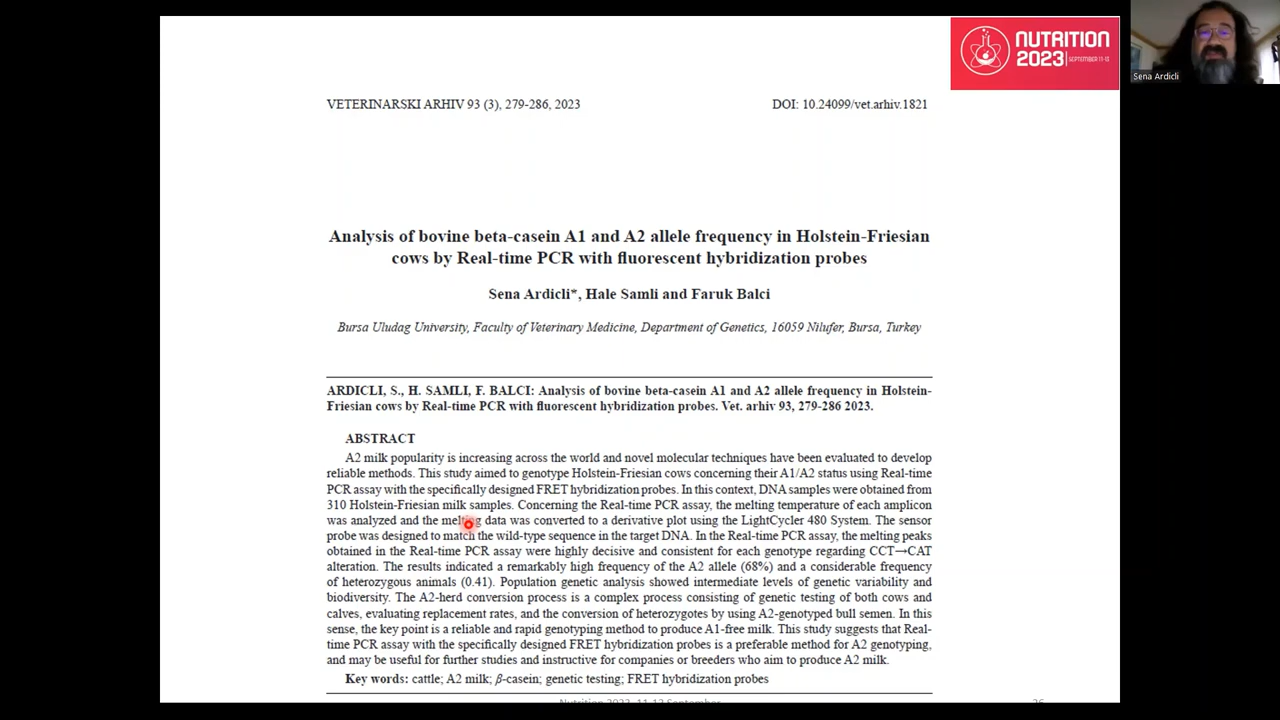 NUTRITION
2023 | SEPTEMBER 11-13
Sena Ardicli
VETERINARSKI ARHIV 93 (3), 279-286, 2023
DOI: 10.24099/vet.arhiv.1821
Analysis of bovine beta-casein A1 and A2 allele frequency in Holstein-Friesian
cows by Real-time PCR with fluorescent hybridization probes
Sena Ardicli*, Hale Samli and Faruk Balci
Bursa Uludag University, Faculty of Veterinary Medicine, Department of Genetics, 16059 Nilufer, Bursa, Turkey
ARDICLI, S., H. SAMLI, F. BALCI: Analysis of bovine beta-casein A1 and A2 allele frequency in Holstein-
Friesian cows by Real-time PCR with fluorescent hybridization probes. Vet. arhiv 93, 279-286 2023.
ABSTRACT
A2 milk popularity is increasing across the world and novel molecular techniques have been evaluated to develop
reliable methods. This study aimed to genotype Holstein-Friesian cows concerning their A1/A2 status using Real-time
PCR assay with the specifically designed FRET hybridization probes. In this context, DNA samples were obtained from
310 Holstein-Friesian milk samples. Concerning the Real-time PCR assay, the melting temperature of each amplicon
was analyzed and the melting data was converted to a derivative plot using the LightCycler 480 System. The sensor
probe was designed to match the wild-type sequence in the target DNA. In the Real-time PCR assay, the melting peaks
obtained in the Real-time PCR assay were highly decisive and consistent for each genotype regarding CCT→CAT
alteration. The results indicated a remarkably high frequency of the A2 allele (68%) and a considerable frequency
of heterozygous animals (0.41). Population genetic analysis showed intermediate levels of genetic variability and
biodiversity. The A2-herd conversion process is a complex process consisting of genetic testing of both cows and
calves, evaluating replacement rates, and the conversion of heterozygotes by using A2-genotyped bull semen. In this
sense, the key point is a reliable and rapid genotyping method to produce A1-free milk. This study suggests that Real-
time PCR assay with the specifically designed FRET hybridization probes is a preferable method for A2 genotyping,
and may be useful for further studies and instructive for companies or breeders who aim to produce A2 milk.
Key words: cattle; A2 milk; β-casein; genetic testing; FRET hybridization probes
Nutrition 2023, 11-13 September